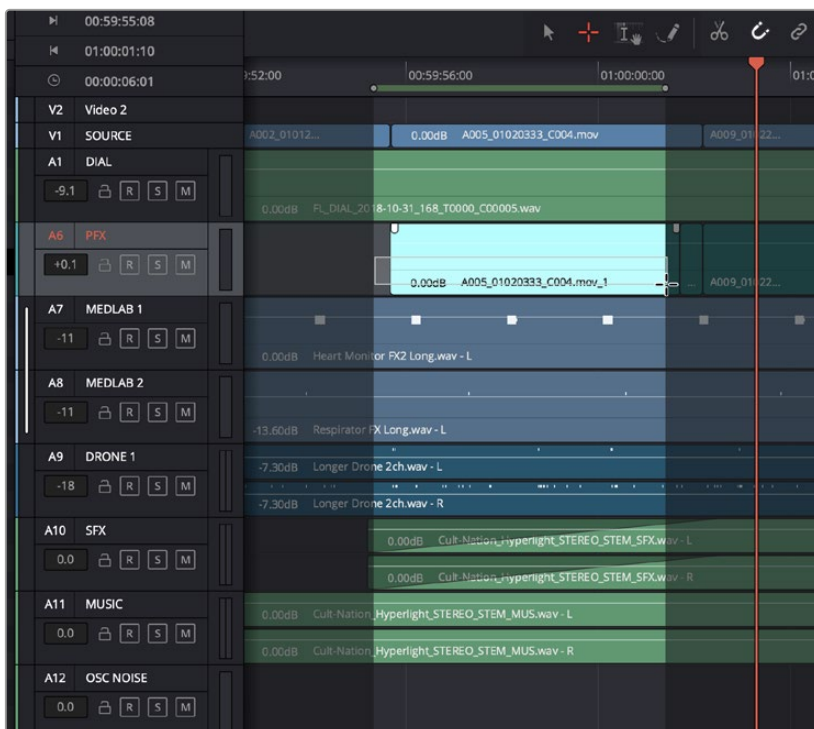 00:59:55:08
01:00:01:10
00:00:06:01
9:52:00 00:59:56:00 01:00:00:00 01:0
V2 Video 2
V1 SOURCE A002_01012... 0.00dB A005_01020333_C004.mov A009_01022...
A1 DIAL
-9.1 R S M
0.00dB FL_DIAL_2018-10-31_168_T0000_C00005.wav
A6 PFX
+0.1 R S M
0.00dB A005_01020333_C004.mov_1 ... A009_01022...
A7 MEDLAB 1
-11 R S M
0.00dB Heart Monitor FX2 Long.wav - L
A8 MEDLAB 2
-11 R S M
-13.60dB Respirator FX Long.wav - L
A9 DRONE 1
-7.30dB Longer Drone 2ch.wav - L
-18 R S M
-7.30dB Longer Drone 2ch.wav - R
A10 SFX
0.00dB Cult-Nation_Hyperlight_STEREO_STEM_SFX.wav - L
0.0 R S M
0.00dB Cult-Nation_Hyperlight_STEREO_STEM_SFX.wav - R
A11 MUSIC
0.00dB Cult-Nation_Hyperlight_STEREO_STEM_MUS.wav - L
0.0 R S M
0.00dB Cult-Nation_Hyperlight_STEREO_STEM_MUS.wav - R
A12 OSC NOISE
0.0 R S M